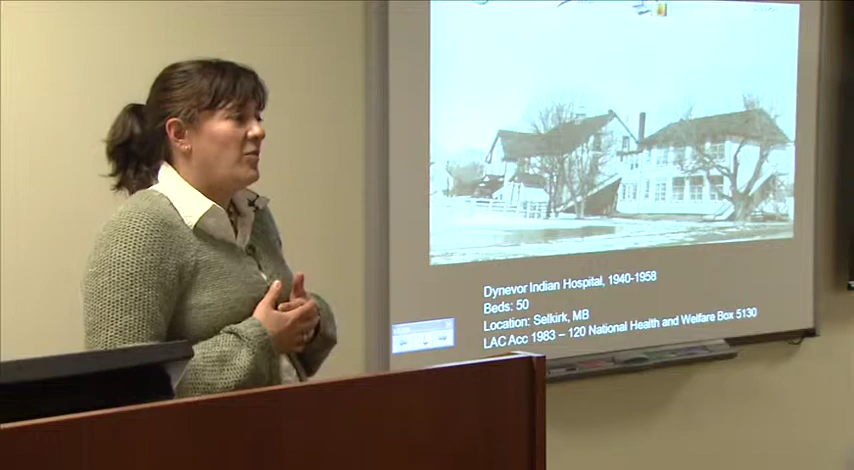 Dynevor Indian Hospital, 1940-1958
Beds: 50
Location: Selkirk, MB
LAC Acc 1983 – 120 National Health and Welfare Box 5130